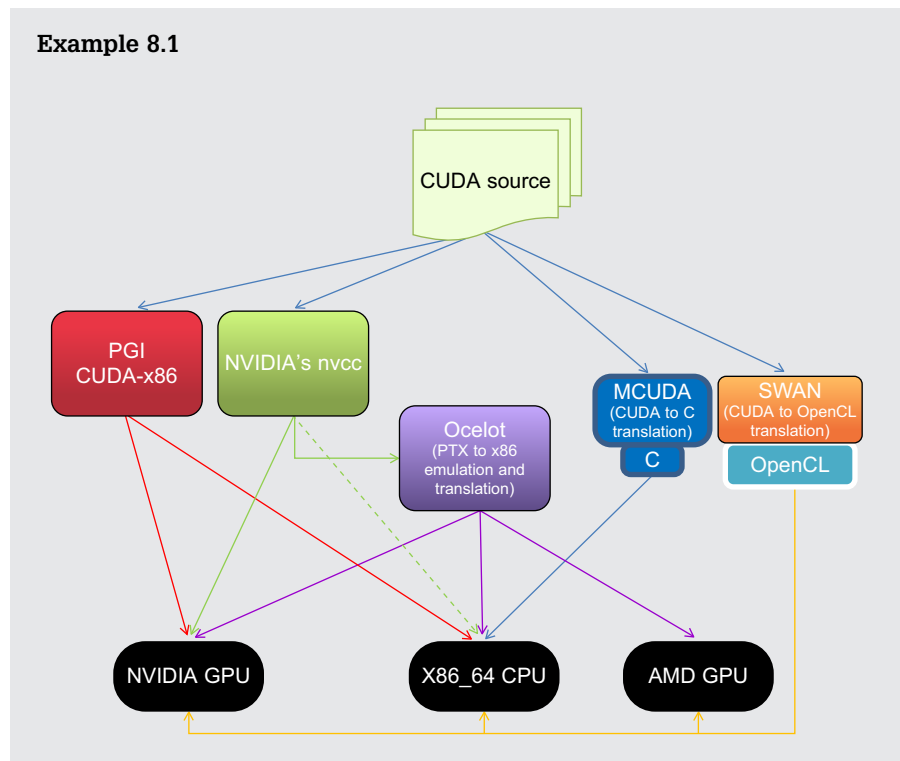 Example 8.1
CUDA source
PGI
CUDA-x86
NVIDIA's nvcc
Ocelot
(PTX to x86
emulation and
translation)
MCUDA
(CUDA to C
translation)
C
SWAN
(CUDA to OpenCL
translation)
OpenCL
NVIDIA GPU
X86_64 CPU
AMD GPU